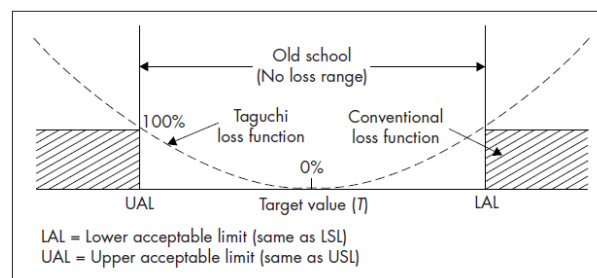 Old school
(No loss range)
100%
Taguchi
loss function
Conventional
loss function
0%
UAL
Target value (T)
LAL
LAL = Lower acceptable limit (same as LSL)
UAL = Upper acceptable limit (same as USL)